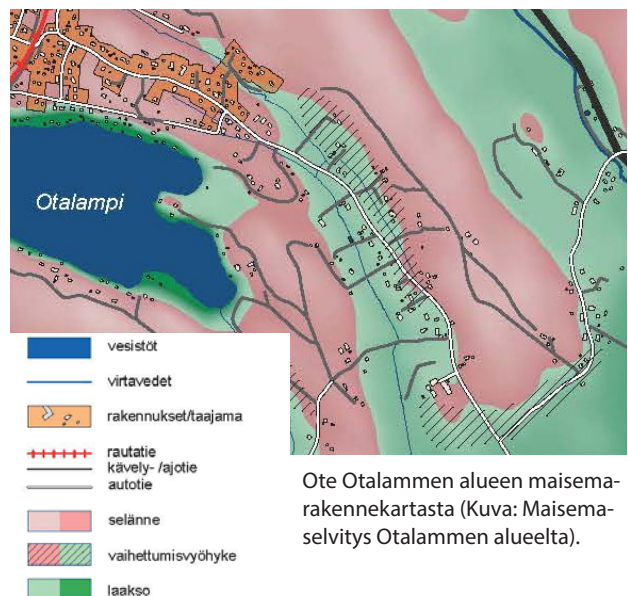 Otalampi
vesistöt
virtavedet
rakennukset/taajama
rautatie
kävely- /ajotie
autotie
selänne
vaihettumisvyöhyke
laakso
Ote Otalammen alueen maisema-
rakennekartasta (Kuva: Maisema-
selvitys Otalammen alueelta).